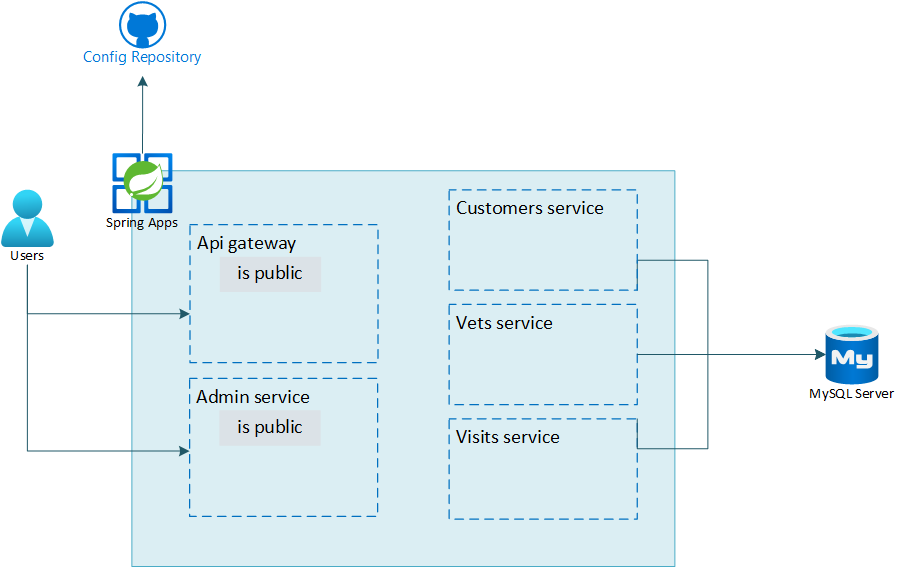 Config Repository
Spring Apps
Users
Api gateway
is public
Admin service
is public
Customers service
Vets service
Visits service
My
MySQL Server